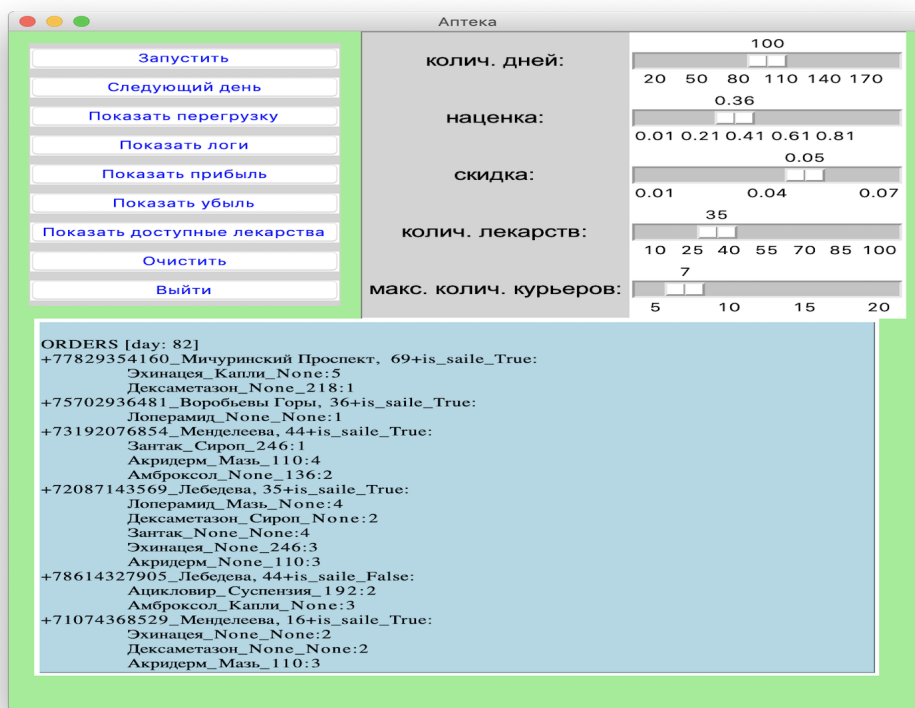 Аптека
Запустить
Следующий день
Показать перегрузку
Показать логи
Показать прибыль
Показать убыль
Показать доступные лекарства
Очистить
Выйти
колич. дней:
100
20 50 80 110 140 170
наценка:
0.36
0.01 0.21 0.41 0.61 0.81
скидка:
0.05
0.01 0.04 0.07
колич. лекарств:
35
10 25 40 55 70 85 100
макс. колич. курьеров:
7
5 10 15 20
ORDERS [day: 82]
+77829354160_Мичуринский Проспект, 69+is_saile_True:
Эхинацея_Капли_None:5
Дексаметазон_None_218:1
+75702936481_Воробьевы Горы, 36+is_saile_True:
Лоперамид_None_None:1
+73192076854_Менделеева, 44+is_saile_True:
Зантак_Сироп_246:1
Акридерм_Мазь_110:4
Амброксол_None_136:2
+72087143569_Лебедева, 35+is_saile_True:
Лоперамид_Мазь_None:4
Дексаметазон_Сироп_None:2
Зантак_None_None:4
Эхинацея_None_246:3
Акридерм_None_110:3
+78614327905_Лебедева, 44+is_saile_False:
Ацикловир_Суспензия_192:2
Амброксол_Капли_None:3
+71074368529_Менделеева, 16+is_saile_True:
Эхинацея_None_None:2
Дексаметазон_None_None:2
Акридерм_Мазь_110:3